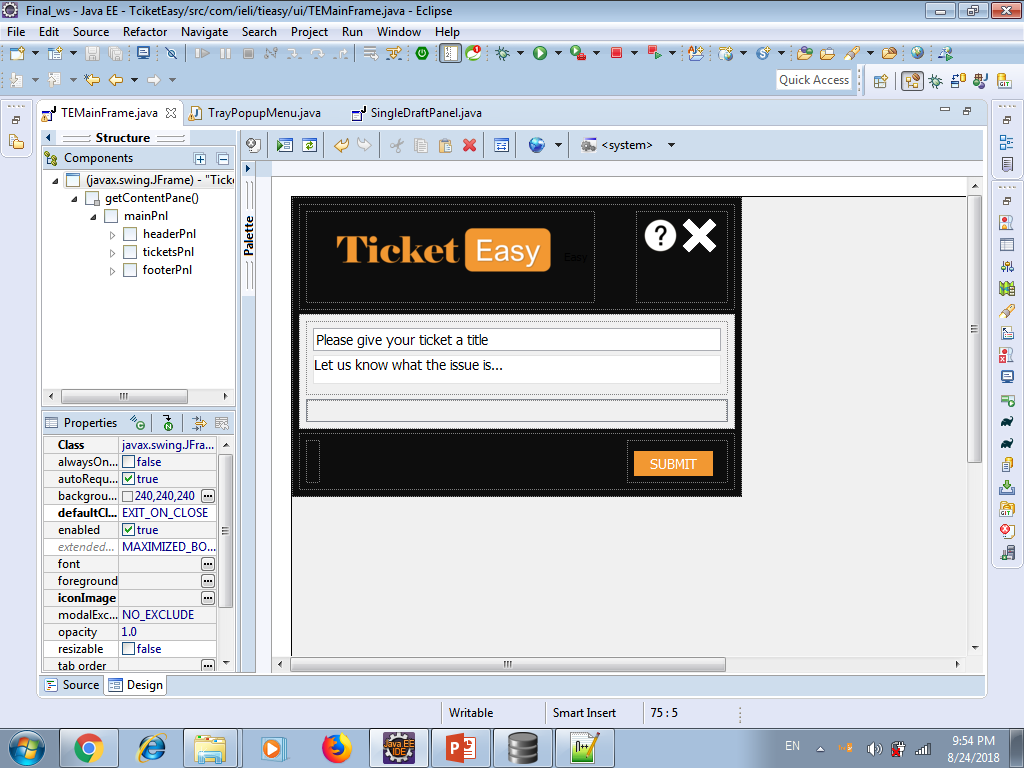 Final_ws - Java EE - TciketEasy/src/com/ieli/tieasy/ui/TEMainFrame.java - Eclipse
File Edit Source Refactor Navigate Search Project Run Window Help
Quick Access
TEMainFrame.java TrayPopupMenu.java SingleDraftPanel.java
Structure
<system>
Components
(javax.swing.JFrame) - "Ticke
getContentPane()
mainPnl
headerPnl
ticketsPnl
footerPnl
Palette
Ticket Easy
Easy
?
Please give your ticket a title
Let us know what the issue is...
SUBMIT
Properties
Class javax.swing.JFra...
alwaysOn... false
autoRequ... true
backgrou... 240,240,240
defaultCl... EXIT_ON_CLOSE
enabled true
extended... MAXIMIZED_BO...
font
foreground
iconImage
modalExc... NO_EXCLUDE
opacity 1.0
resizable false
tab order
Source Design
Writable Smart Insert 75 : 5
Java EE
IDE
EN
9:54 PM
8/24/2018